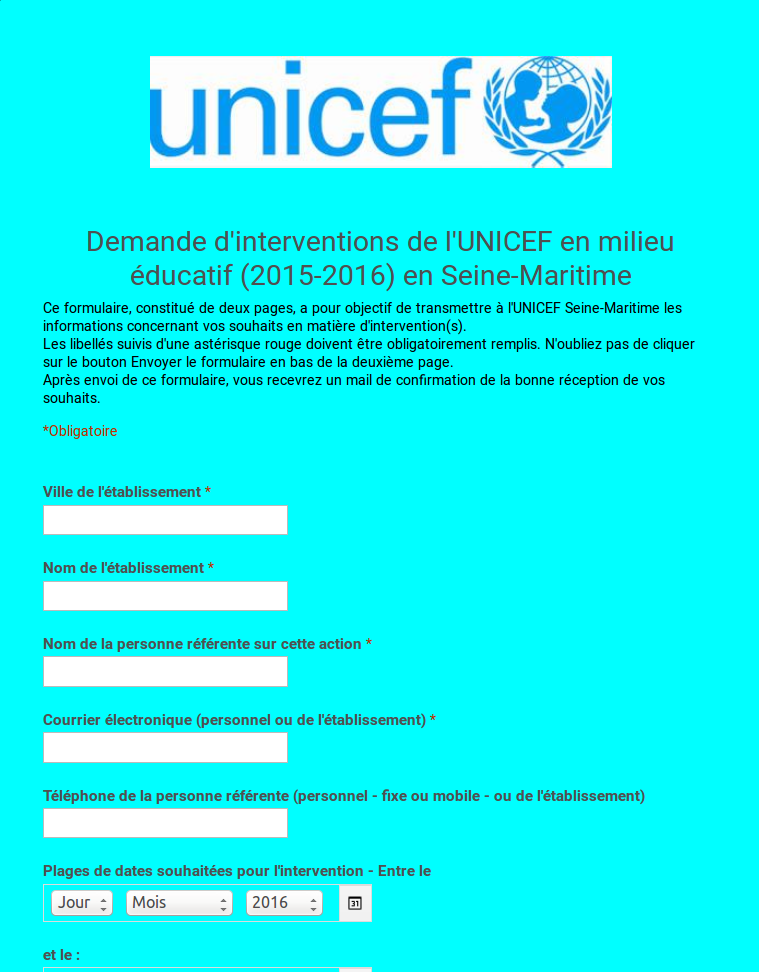 unicef
Demande d'interventions de l'UNICEF en milieu
éducatif (2015-2016) en Seine-Maritime
Ce formulaire, constitué de deux pages, a pour objectif de transmettre à l'UNICEF Seine-Maritime les
informations concernant vos souhaits en matière d'intervention(s).
Les libellés suivis d'une astérisque rouge doivent être obligatoirement remplis. N'oubliez pas de cliquer
sur le bouton Envoyer le formulaire en bas de la deuxième page.
Après envoi de ce formulaire, vous recevrez un mail de confirmation de la bonne réception de vos
souhaits.
*Obligatoire
Ville de l'établissement *
Nom de l'établissement *
Nom de la personne référente sur cette action *
Courrier électronique (personnel ou de l'établissement) *
Téléphone de la personne référente (personnel - fixe ou mobile - ou de l'établissement)
Plages de dates souhaitées pour l'intervention - Entre le
Jour Mois 2016 31
et le :